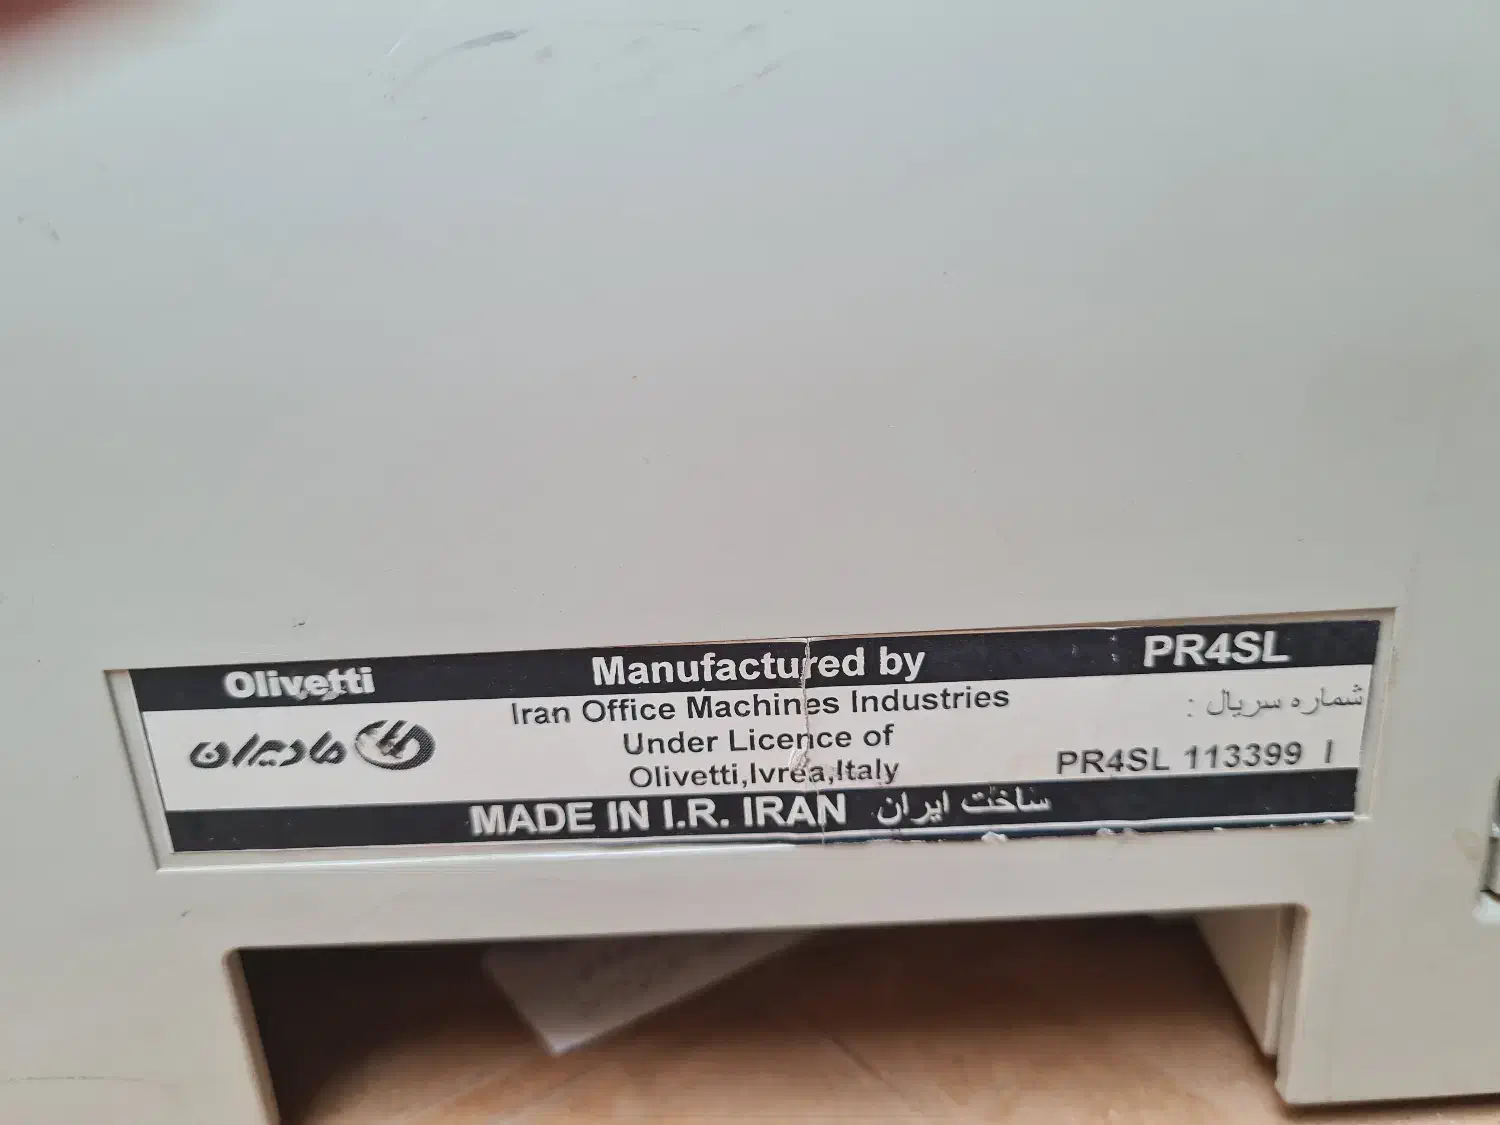 Olivetti Manufactured by PR4SL
مادیران
Iran Office Machines Industries
Under Licence of
Olivetti,Ivrea,Italy
شماره سریال :
PR4SL 113399 I
MADE IN I.R. IRAN ساخت ایران